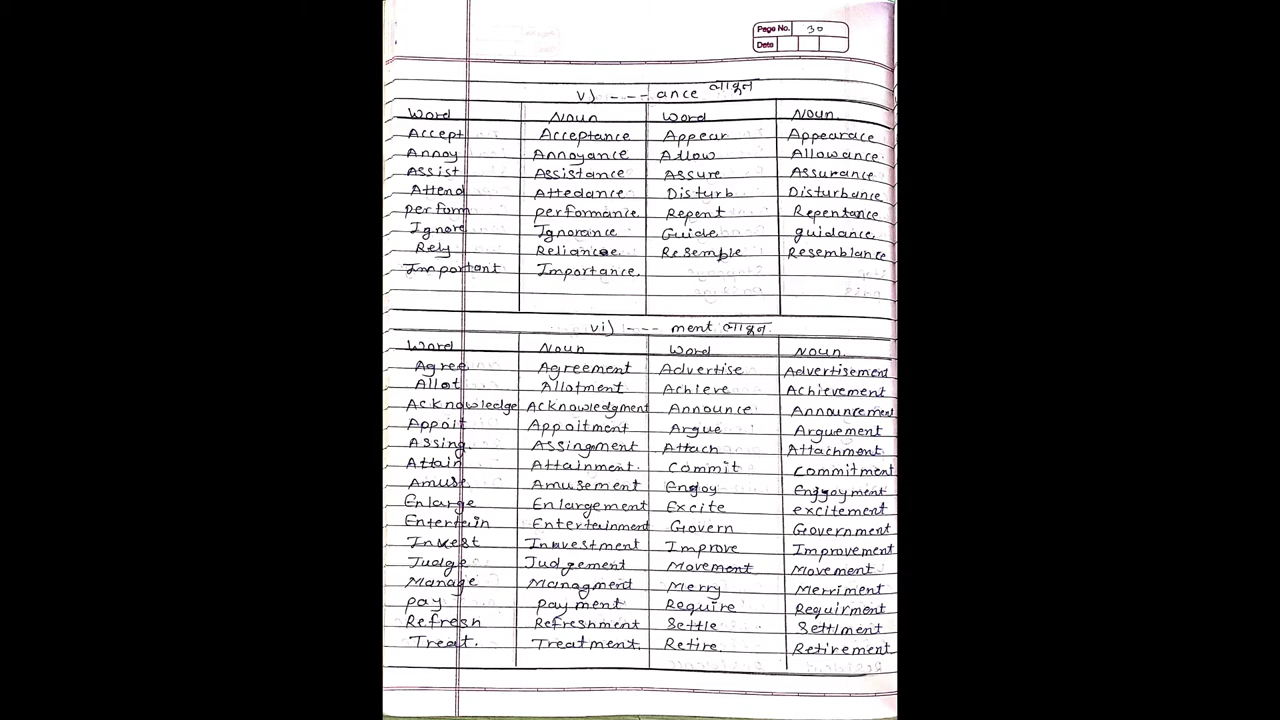 Page No. 30
Date
v) --- ance लावून
Word Noun Word Noun.
Accept Acceptance Appear Appearace
Annoy Annoyance Allow Allowance.
Assist Assistance Assure Assurance
Attend Attedance Disturb Disturbance
perform performance Repent Repentance
Ignore Ignorance Guide guidance
Rely Reliance Resemple Resemblance
Important Importance.
vi) --- ment लावून.
Word Noun Word Noun.
Agree Agreement Advertise Advertisement
Allot Allotment Achieve Achievement
Acknowledge Acknowledgment Announce Announcement
Appoit Appoitment Argue Arguement
Assing Assingment Attach Attachment
Attain Attainment. Commit Commitment
Amuse Amusement Enjoy Enjoyment
Enlarge Enlargement Excite excitement
Entertain Entertainment Govern Government
Invest Investment Improve Improvement
Judge Judgement Movement Movement
Manage Managment Merry Merriment
pay payment Require Requirment
Refresh Refreshment Settle Settlment
Treat. Treatment. Retire Retirement